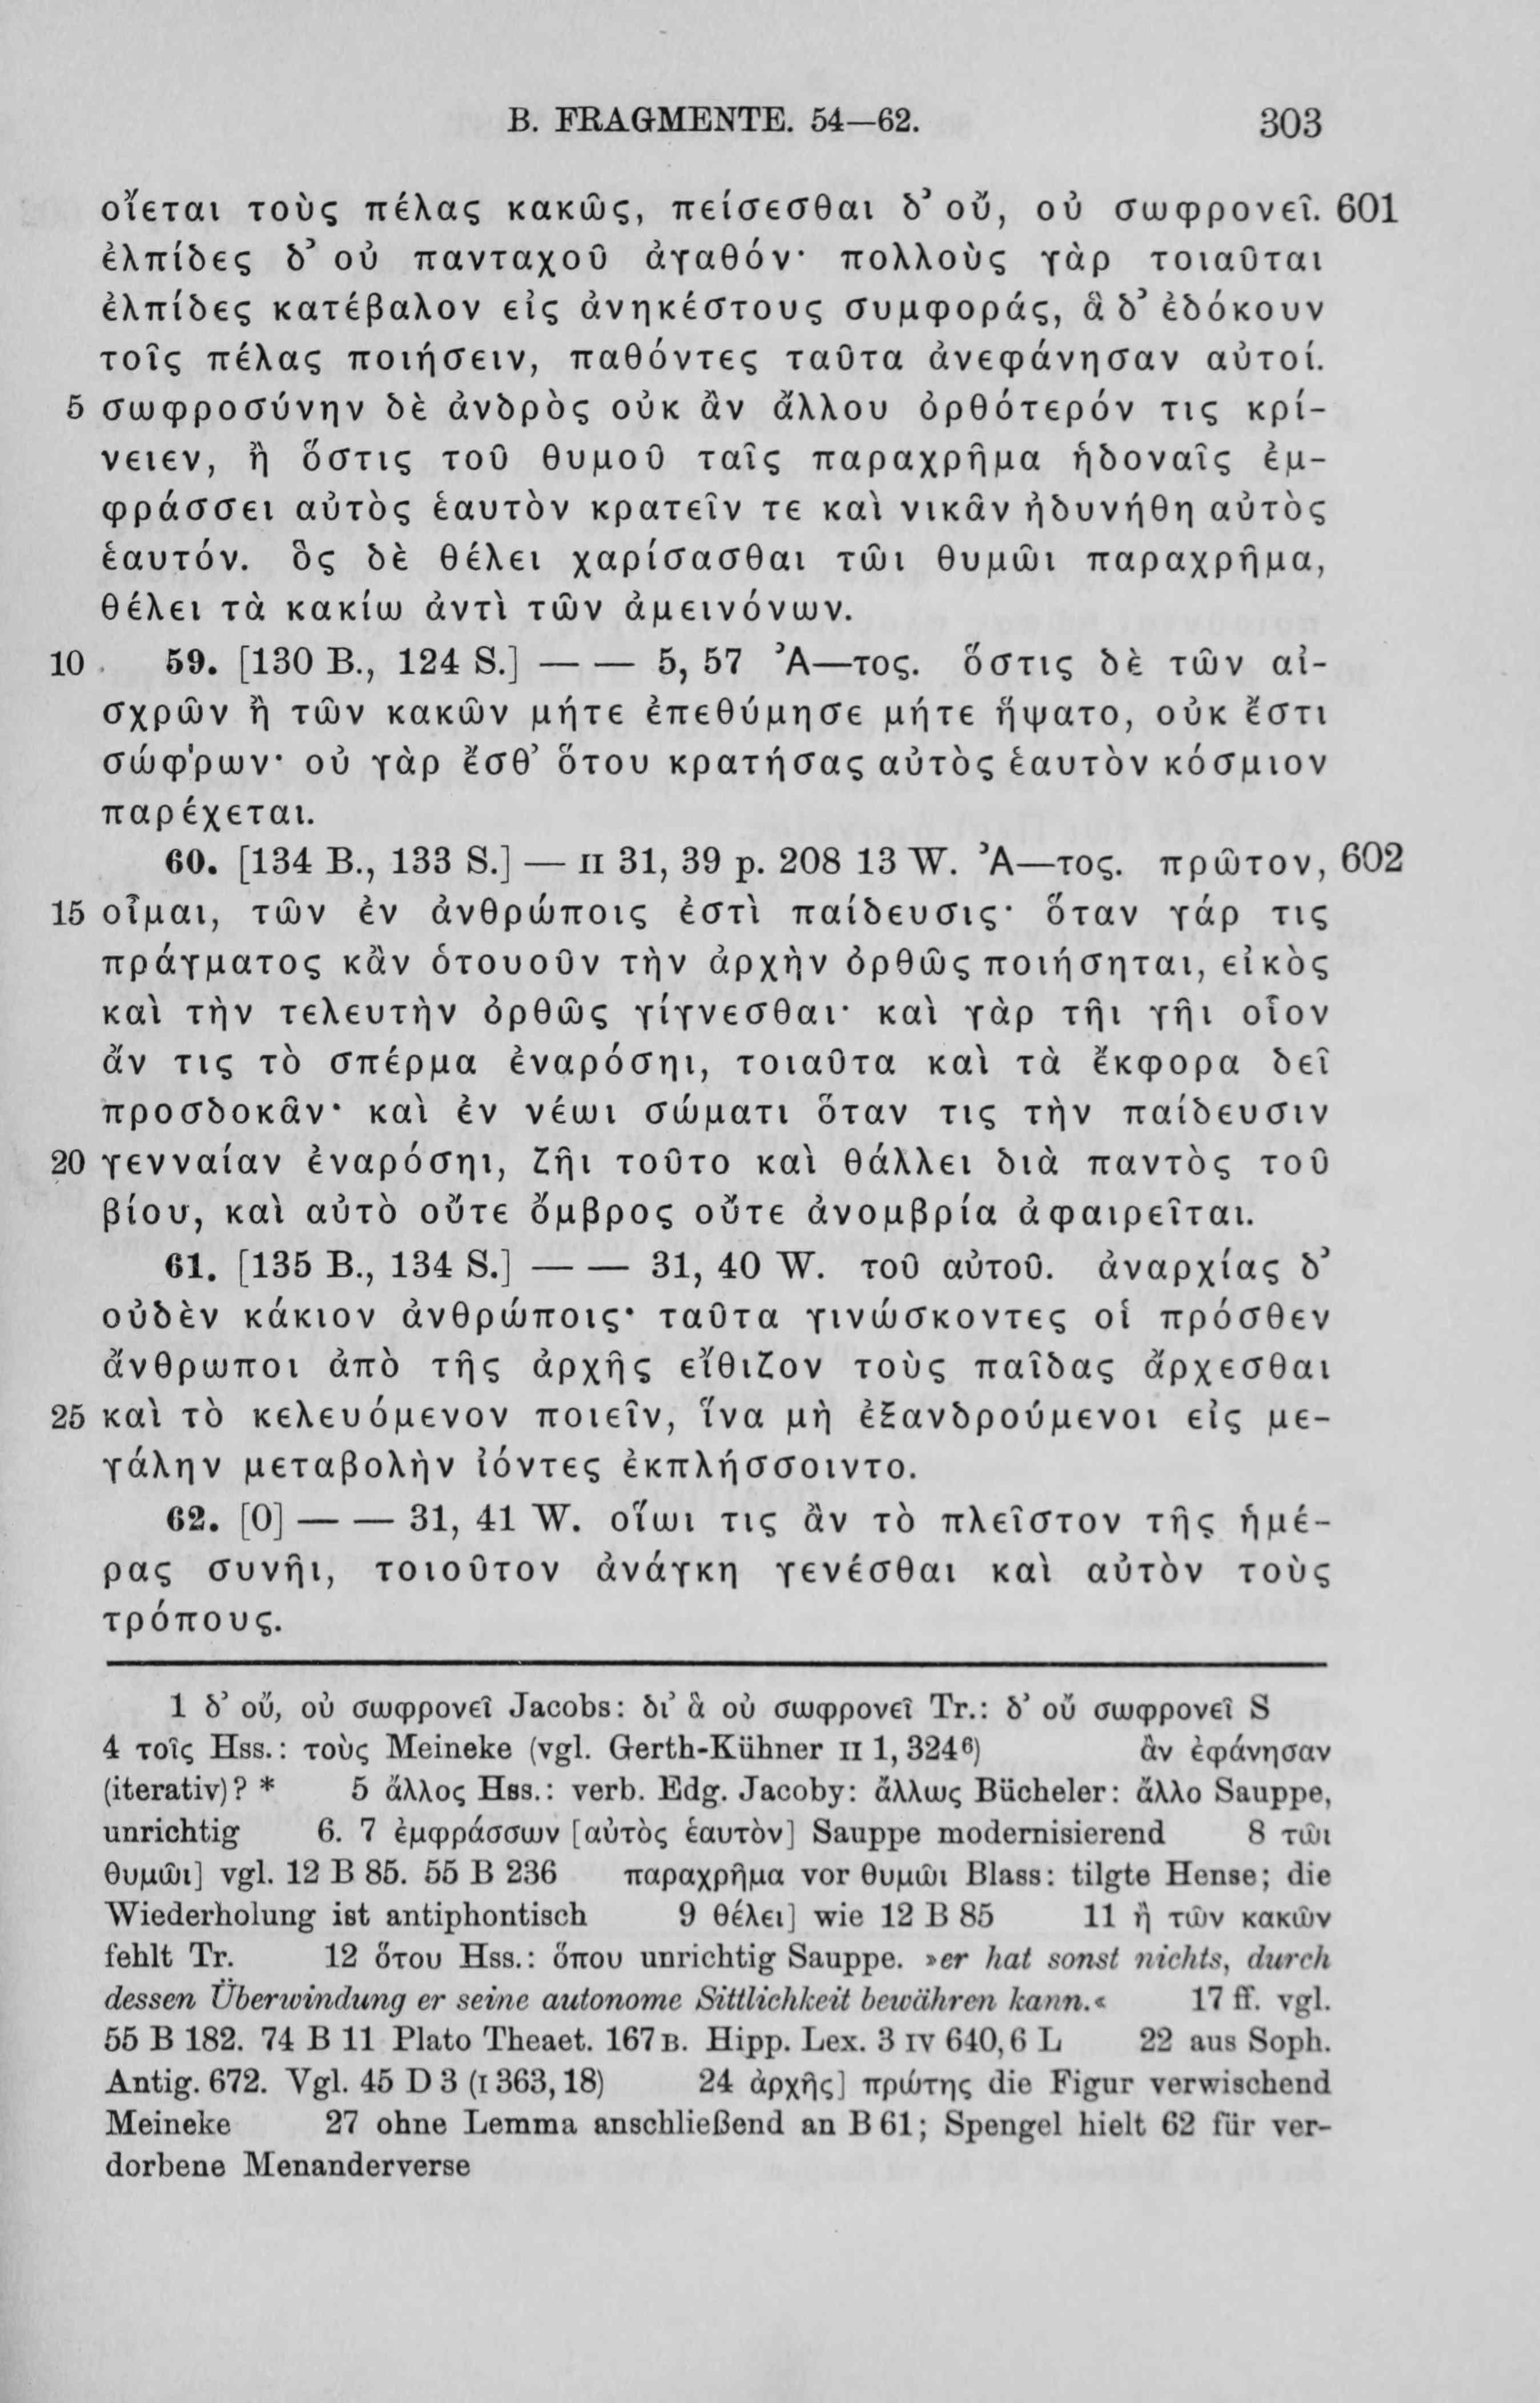 B. FRAGMENTE. 54—62. 303
οἴεται τοὺς πέλας κακῶς, πείσεσθαι δ' οὔ, οὐ σωφρονεῖ. 601
ἐλπίδες δ' οὐ πανταχοῦ ἀγαθόν· πολλοὺς γὰρ τοιαῦται
ἐλπίδες κατέβαλον εἰς ἀνηκέστους συμφοράς, ἃ δ' ἐδόκουν
τοῖς πέλας ποιήσειν, παθόντες ταῦτα ἀνεφάνησαν αὐτοί.
5 σωφροσύνην δὲ ἀνδρὸς οὐκ ἂν ἄλλου ὀρθότερόν τις κρί-
νειεν, ἢ ὅστις τοῦ θυμοῦ ταῖς παραχρῆμα ἡδοναῖς ἐμ-
φράσσει αὐτὸς ἑαυτὸν κρατεῖν τε καὶ νικᾶν ἠδυνήθη αὐτὸς
ἑαυτόν. ὃς δὲ θέλει χαρίσασθαι τῶι θυμῶι παραχρῆμα,
θέλει τὰ κακίω ἀντὶ τῶν ἀμεινόνων.
10 59. [130 B., 124 S.] — — 5, 57 Ἀ—τος. ὅστις δὲ τῶν αἰ-
σχρῶν ἢ τῶν κακῶν μήτε ἐπεθύμησε μήτε ἥψατο, οὐκ ἔστι
σώφρων· οὐ γὰρ ἔσθ' ὅτου κρατήσας αὐτὸς ἑαυτὸν κόσμιον
παρέχεται.
60. [134 B., 133 S.] — II 31, 39 p. 208 13 W. Ἀ—τος. πρῶτον, 602
15 οἶμαι, τῶν ἐν ἀνθρώποις ἐστὶ παίδευσις· ὅταν γάρ τις
πράγματος κἂν ὁτουοῦν τὴν ἀρχὴν ὀρθῶς ποιήσηται, εἰκὸς
καὶ τὴν τελευτὴν ὀρθῶς γίγνεσθαι· καὶ γὰρ τῆι γῆι οἷον
ἄν τις τὸ σπέρμα ἐναρόσηι, τοιαῦτα καὶ τὰ ἔκφορα δεῖ
προσδοκᾶν· καὶ ἐν νέωι σώματι ὅταν τις τὴν παίδευσιν
20 γενναίαν ἐναρόσηι, ζῆι τοῦτο καὶ θάλλει διὰ παντὸς τοῦ
βίου, καὶ αὐτὸ οὔτε ὄμβρος οὔτε ἀνομβρία ἀφαιρεῖται.
61. [135 B., 134 S.] — — 31, 40 W. τοῦ αὐτοῦ. ἀναρχίας δ'
οὐδὲν κάκιον ἀνθρώποις· ταῦτα γινώσκοντες οἱ πρόσθεν
ἄνθρωποι ἀπὸ τῆς ἀρχῆς εἴθιζον τοὺς παῖδας ἄρχεσθαι
25 καὶ τὸ κελευόμενον ποιεῖν, ἵνα μὴ ἐξανδρούμενοι εἰς με-
γάλην μεταβολὴν ἰόντες ἐκπλήσσοιντο.
62. [0] — — 31, 41 W. οἵωι τις ἂν τὸ πλεῖστον τῆς ἡμέ-
ρας συνῆι, τοιοῦτον ἀνάγκη γενέσθαι καὶ αὐτὸν τοὺς
τρόπους.
1 δ' οὔ, οὐ σωφρονεῖ Jacobs: δι' ἃ οὐ σωφρονεῖ Tr.: δ' οὔ σωφρονεῖ S
4 τοῖς Hss.: τοὺς Meineke (vgl. Gerth-Kühner II 1, 324⁶) ἂν ἐφάνησαν
(iterativ)? * 5 ἄλλος Hss.: verb. Edg. Jacoby: ἄλλως Bücheler: ἄλλο Sauppe,
unrichtig 6. 7 ἐμφράσσων [αὐτὸς ἑαυτὸν] Sauppe modernisierend 8 τῶι
θυμῶι] vgl. 12 B 85. 55 B 236 παραχρῆμα vor θυμῶι Blass: tilgte Hense; die
Wiederholung ist antiphontisch 9 θέλει] wie 12 B 85 11 ἢ τῶν κακῶν
fehlt Tr. 12 ὅτου Hss.: ὅπου unrichtig Sauppe. »er hat sonst nichts, durch
dessen Überwindung er seine autonome Sittlichkeit bewähren kann.« 17 ff. vgl.
55 B 182. 74 B 11 Plato Theaet. 167 B. Hipp. Lex. 3 IV 640, 6 L 22 aus Soph.
Antig. 672. Vgl. 45 D 3 (I 363, 18) 24 ἀρχῆς] πρώτης die Figur verwischend
Meineke 27 ohne Lemma anschließend an B 61; Spengel hielt 62 für ver-
dorbene Menanderverse